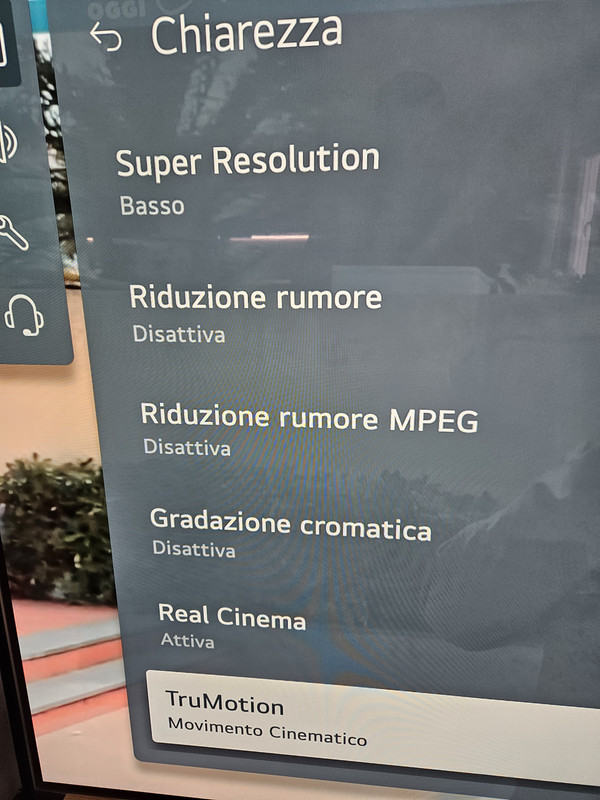 OGGI
Chiarezza
Super Resolution
Basso
Riduzione rumore
Disattiva
Riduzione rumore MPEG
Disattiva
Gradazione cromatica
Disattiva
Real Cinema
Attiva
TruMotion
Movimento Cinematico